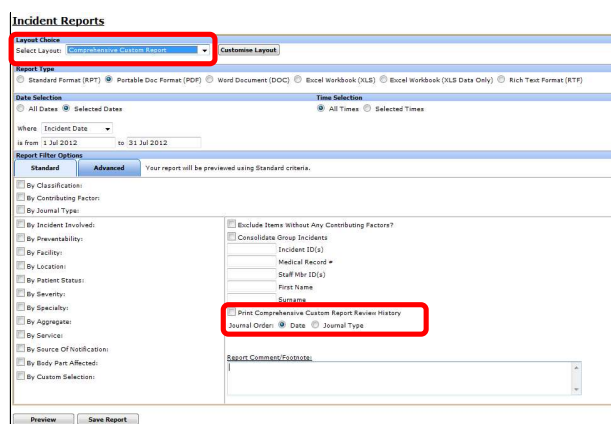 Incident Reports
Layout Choice
Select Layout: Comprehensive Custom Report Customise Layout
Report Type
Standard Format (RPT) Portable Doc Format (PDF) Word Document (DOC) Excel Workbook (XLS) Excel Workbook (XLS Data Only) Rich Text Format (RTF)
Date Selection Time Selection
All Dates Selected Dates All Times Selected Times
Where Incident Date
is from 1 Jul 2012 to 31 Jul 2012
Report Filter Options
Standard Advanced Your report will be previewed using Standard criteria.
By Classification:
By Contributing Factor:
By Journal Type:
By Incident Involved: Exclude Items Without Any Contributing Factors?
By Preventability: Consolidate Group Incidents
By Facility: Incident ID(s)
By Location: Medical Record #
By Patient Status: Staff Mbr ID(s)
By Severity: First Name
By Specialty: Surname
By Aggregate: Print Comprehensive Custom Report Review History
By Service: Journal Order: Date Journal Type
By Source Of Notification:
By Body Part Affected: Report Comment/Footnote:
By Custom Selection:
Preview Save Report